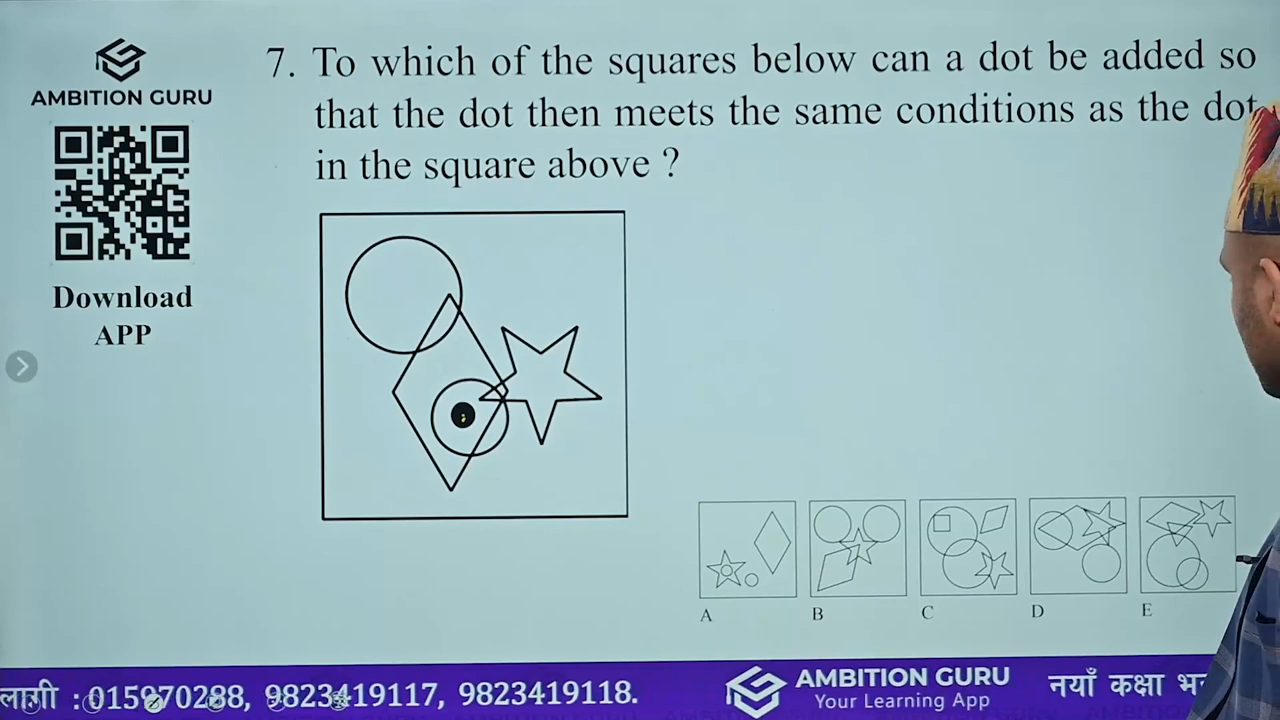 AMBITION GURU
Download
APP
7. To which of the squares below can a dot be added so
that the dot then meets the same conditions as the dot
in the square above ?
A B C D E
लागी : 015970288, 9823419117, 9823419118.
AMBITION GURU
Your Learning App
नयाँ कक्षा